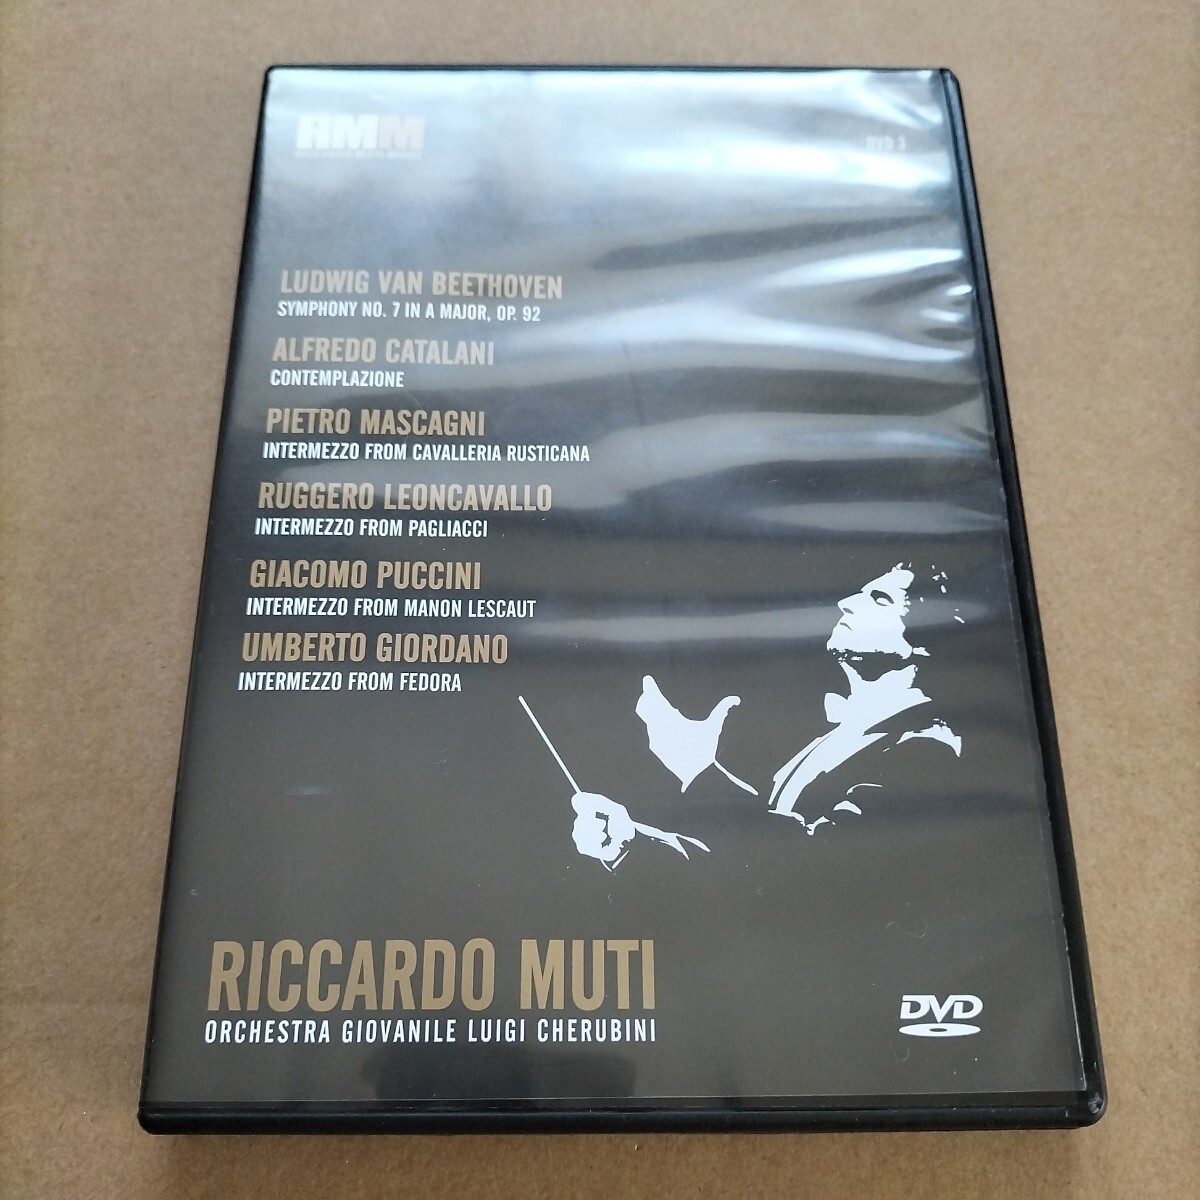 RMM
DVD 3
LUDWIG VAN BEETHOVEN
SYMPHONY NO. 7 IN A MAJOR, OP. 92
ALFREDO CATALANI
CONTEMPLAZIONE
PIETRO MASCAGNI
INTERMEZZO FROM CAVALLERIA RUSTICANA
RUGGERO LEONCAVALLO
INTERMEZZO FROM PAGLIACCI
GIACOMO PUCCINI
INTERMEZZO FROM MANON LESCAUT
UMBERTO GIORDANO
INTERMEZZO FROM FEDORA
RICCARDO MUTI
ORCHESTRA GIOVANILE LUIGI CHERUBINI
DVD